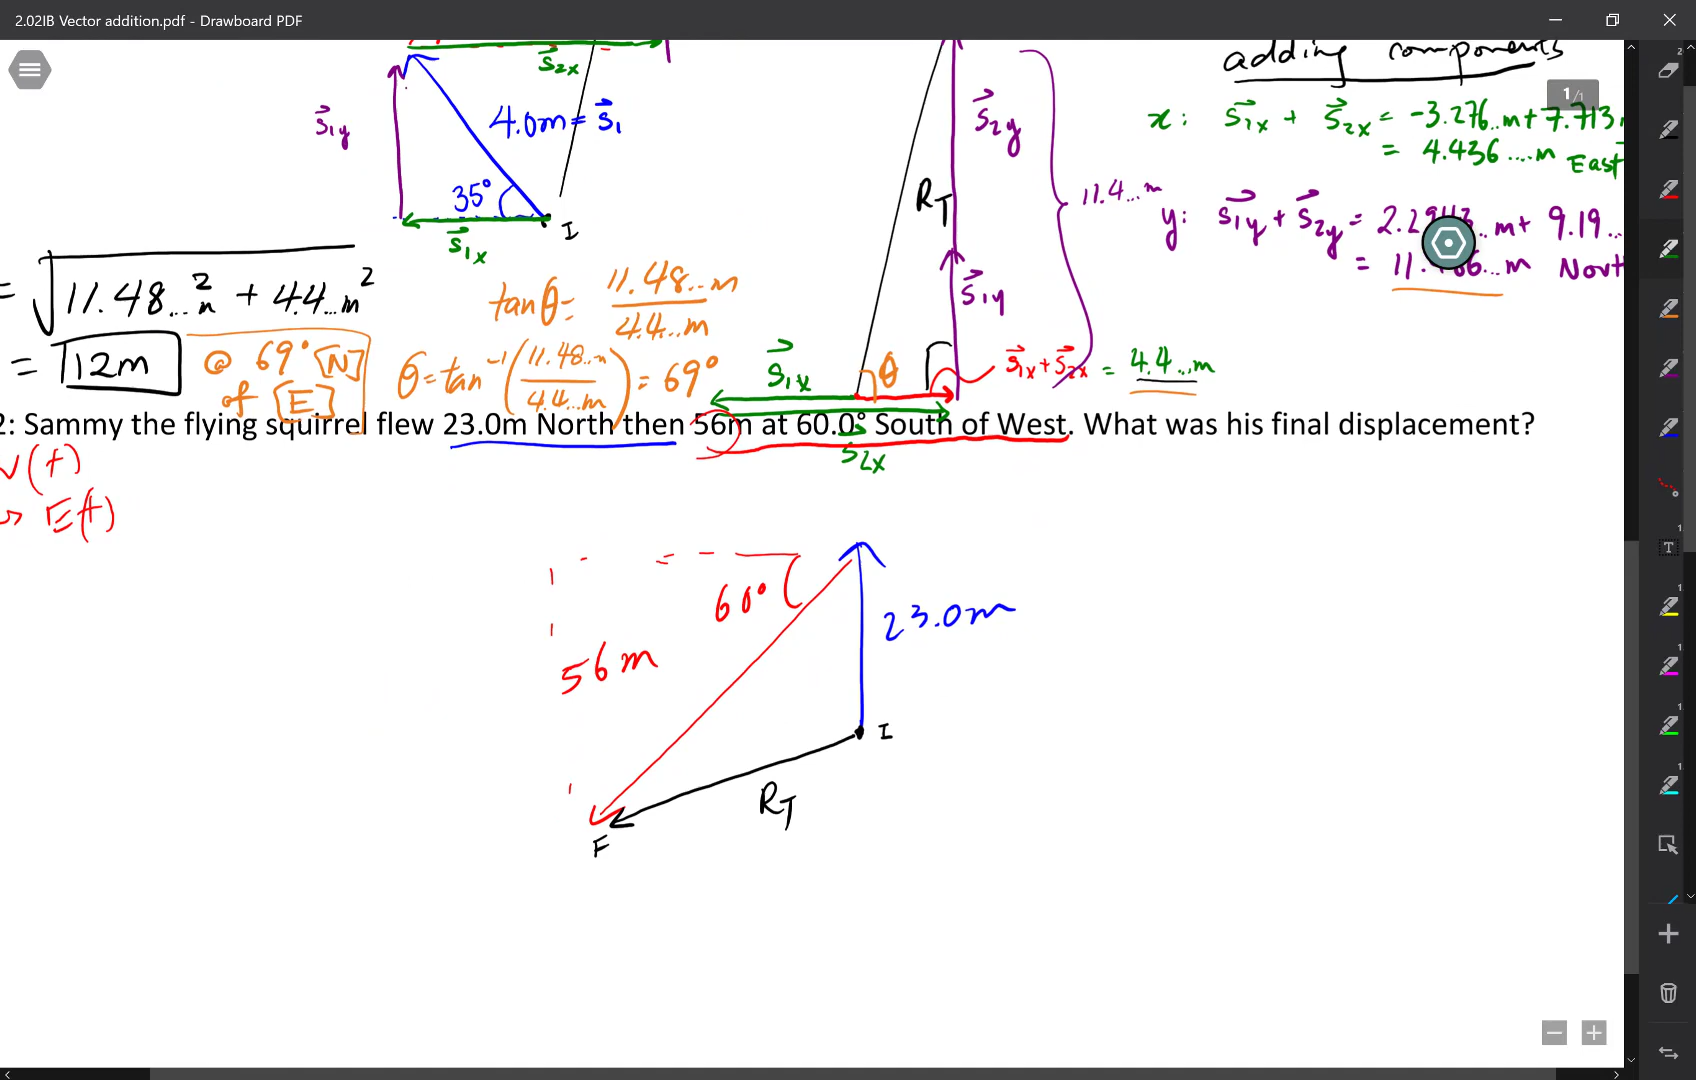 2.02IB Vector addition.pdf - Drawboard PDF
adding components
1/1
S2x
S1y
4.0m = S1
35°
I
S1x
S2y
RT
S1y
11.4...m
x: S1x + S2x = -3.276..m + 7.713
= 4.436....m East
y: S1y + S2y = m + 9.19...
= 11. 6...m Nort
= √11.48...m² + 4.4...m²
= 12m @ 69° [N] of [E]
tanθ = 11.48..m / 4.4...m
θ = tan⁻¹(11.48..m / 4.4...m) = 69°
S1x
θ
S1x + S2x = 4.4...m
2: Sammy the flying squirrel flew 23.0m North then 56m at 60.0° South of West. What was his final displacement?
S2x
(+)
E(+)
60°
23.0m
56m
I
RT
F